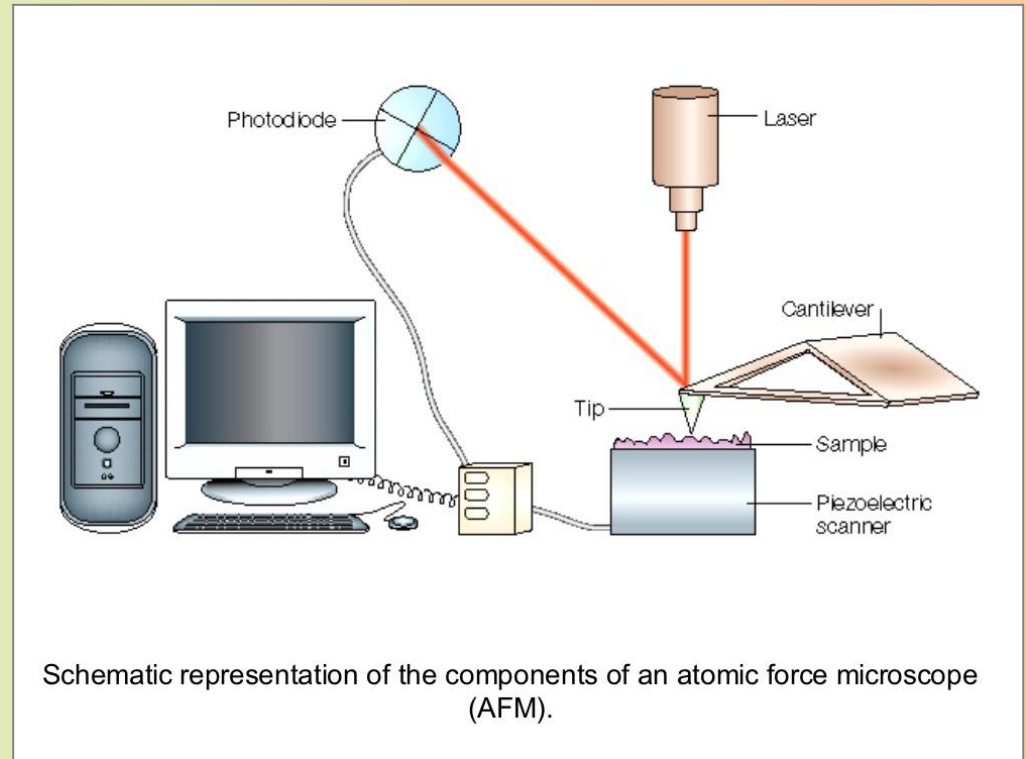 Photodiode
Laser
Cantilever
Tip
Sample
Piezoelectric
scanner
Schematic representation of the components of an atomic force microscope
(AFM).